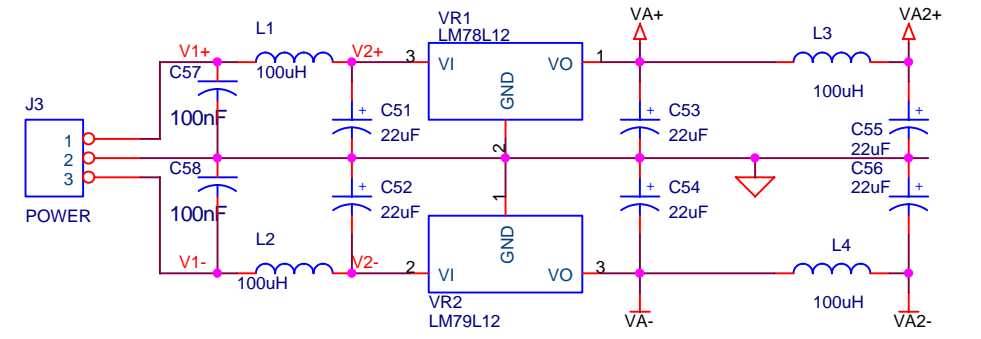 VA+
VA2+
VR1
LM78L12
L1
L3
V1+
V2+
3
VI
VO
1
C57
100uH
100uH
GND
J3
100nF
+
C51
22uF
+
C53
22uF
+
C55
22uF
1
2
3
2
C58
C56
22uF
+
POWER
100nF
+
C52
22uF
1
+
C54
22uF
GND
L2
L4
V1-
V2-
2
VI
VO
3
100uH
100uH
VR2
LM79L12
VA-
VA2-